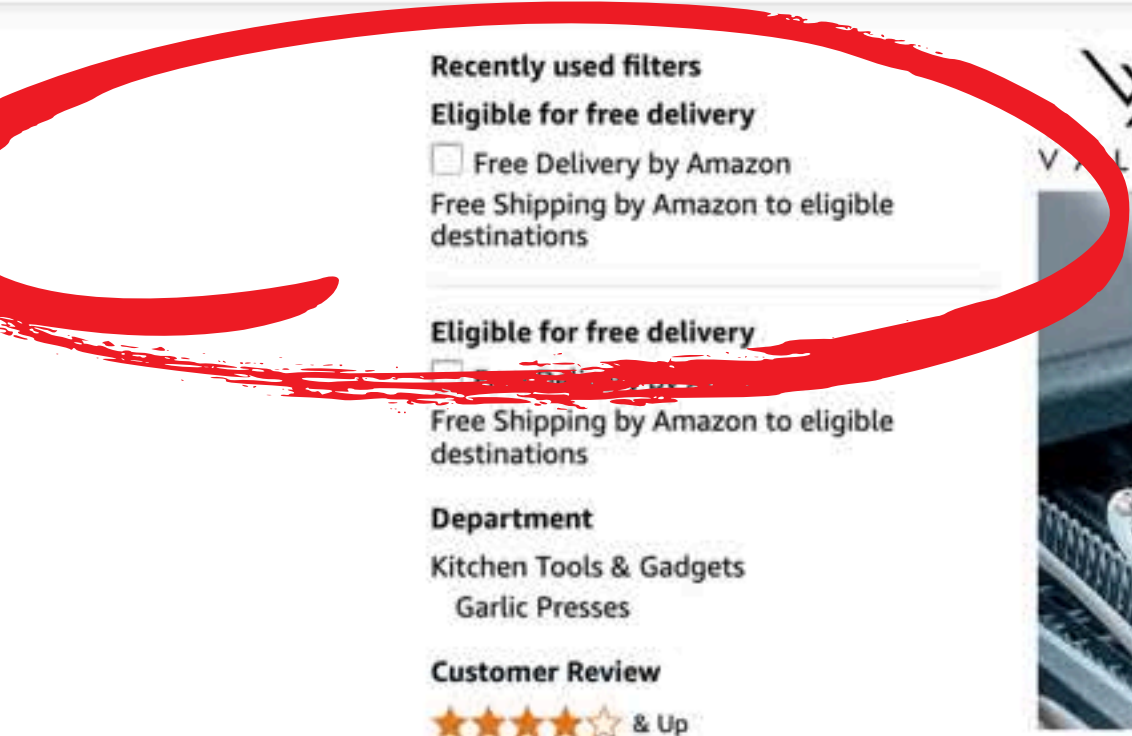 Recently used filters
Eligible for free delivery
Free Delivery by Amazon
Free Shipping by Amazon to eligible
destinations
Eligible for free delivery
Free Shipping by Amazon to eligible
destinations
Department
Kitchen Tools & Gadgets
Garlic Presses
Customer Review
& Up